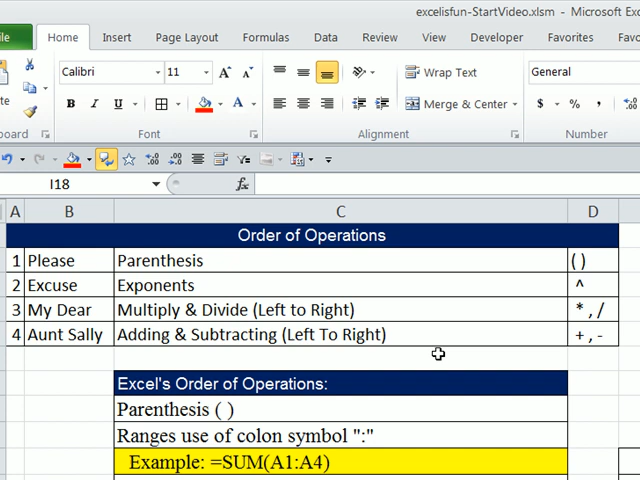 excelisfun-StartVideo.xlsm - Microsoft Exc
ile Home Insert Page Layout Formulas Data Review View Developer Favorites Favo
Calibri 11 A A Wrap Text General
B I U A Merge & Center $ % ,
board Font Alignment Number
I18 fx
A B C D
Order of Operations
1 Please Parenthesis ( )
2 Excuse Exponents ^
3 My Dear Multiply & Divide (Left to Right) * , /
4 Aunt Sally Adding & Subtracting (Left To Right) + , -
Excel's Order of Operations:
Parenthesis ( )
Ranges use of colon symbol ":"
Example: =SUM(A1:A4)